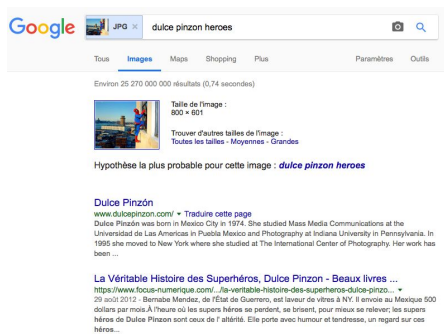 Google JPG × dulce pinzon heroes
Tous Images Maps Shopping Plus Paramètres Outils
Environ 25 270 000 000 résultats (0,74 secondes)
Taille de l'image :
800 × 601
Trouver d'autres tailles de l'image :
Toutes les tailles - Moyennes - Grandes
Hypothèse la plus probable pour cette image : dulce pinzon heroes
Dulce Pinzón
www.dulcepinzon.com/ ▾ Traduire cette page
Dulce Pinzón was born in Mexico City in 1974. She studied Mass Media Communications at the
Universidad de Las Americas in Puebla Mexico and Photography at Indiana University in Pennsylvania. In
1995 she moved to New York where she studied at The International Center of Photography. Her work has
been ...
La Véritable Histoire des Superhéros, Dulce Pinzon - Beaux livres ...
https://www.focus-numerique.com/.../la-veritable-histoire-des-superheros-dulce-pinzo... ▾
29 août 2012 - Bernabe Mendez, de l'État de Guerrero, est laveur de vitres à NY. Il envoie au Mexique 500
dollars par mois.À l'heure où les supers héros se perdent, se brisent, pour mieux se relever; les supers
héros de Dulce Pinzon sont ceux de l' altérité. Elle porte avec humour et tendresse, un regard sur ces
héros...